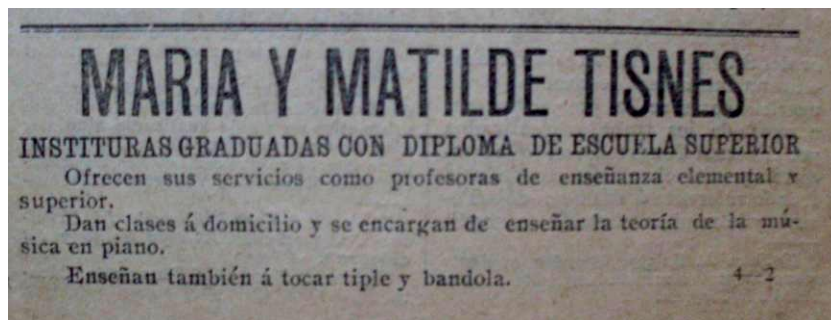 MARIA Y MATILDE TISNES
INSTITURAS GRADUADAS CON DIPLOMA DE ESCUELA SUPERIOR
Ofrecen sus servicios como profesoras de enseñanza elemental y
superior.
Dan clases á domicilio y se encargan de enseñar la teoría de la mú-
sica en piano.
Enseñan también á tocar tiple y bandola. 4—2